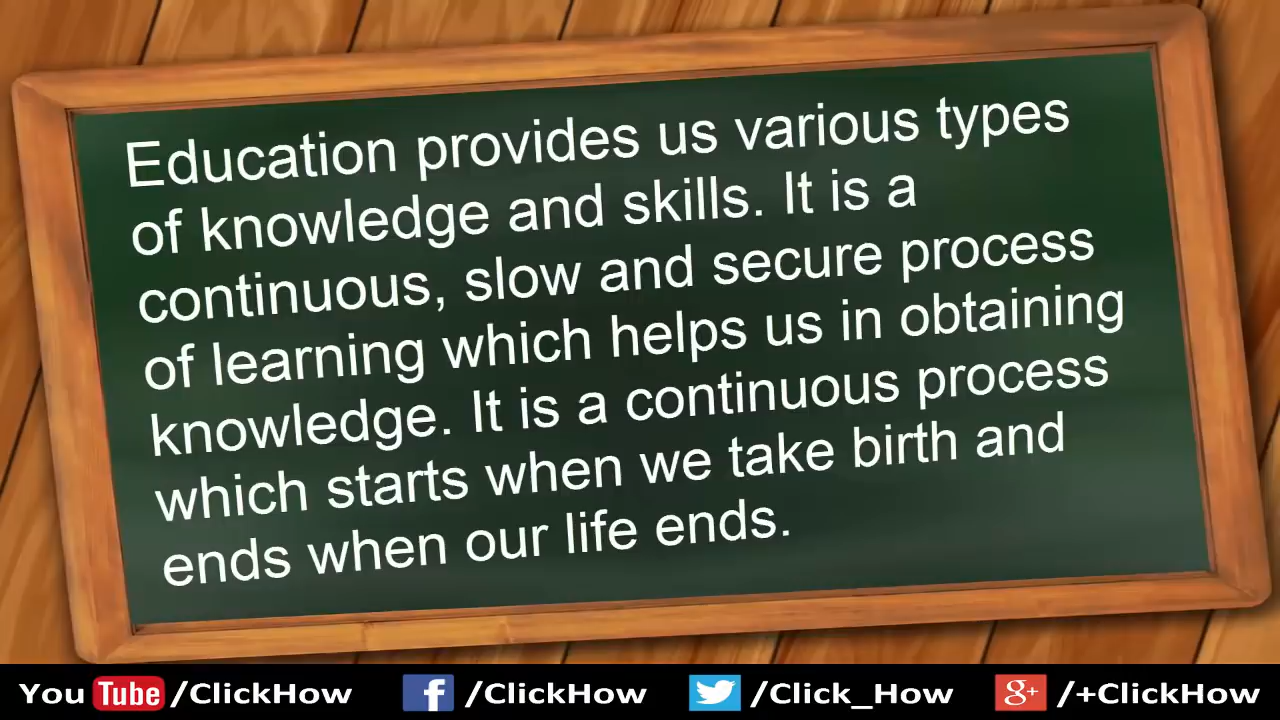 Education provides us various types
of knowledge and skills. It is a
continuous, slow and secure process
of learning which helps us in obtaining
knowledge. It is a continuous process
which starts when we take birth and
ends when our life ends.
You Tube /ClickHow f /ClickHow /Click_How g+ /+ClickHow